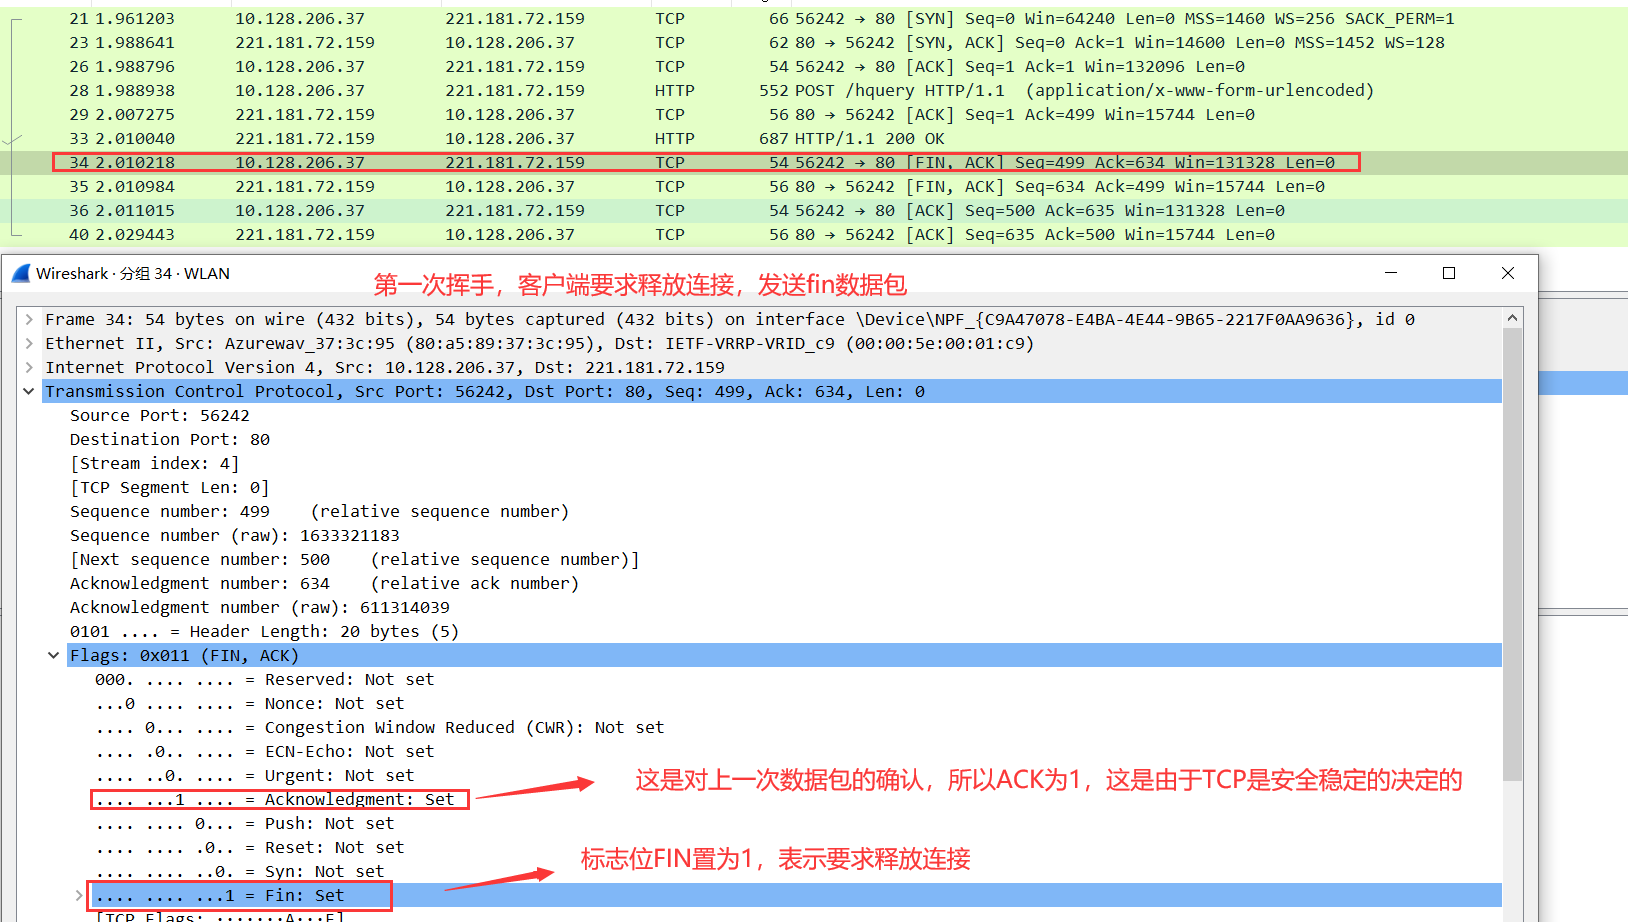 21 1.961203 10.128.206.37 221.181.72.159 TCP 66 56242 → 80 [SYN] Seq=0 Win=64240 Len=0 MSS=1460 WS=256 SACK_PERM=1
23 1.988641 221.181.72.159 10.128.206.37 TCP 62 80 → 56242 [SYN, ACK] Seq=0 Ack=1 Win=14600 Len=0 MSS=1452 WS=128
26 1.988796 10.128.206.37 221.181.72.159 TCP 54 56242 → 80 [ACK] Seq=1 Ack=1 Win=132096 Len=0
28 1.988938 10.128.206.37 221.181.72.159 HTTP 552 POST /hquery HTTP/1.1 (application/x-www-form-urlencoded)
29 2.007275 221.181.72.159 10.128.206.37 TCP 56 80 → 56242 [ACK] Seq=1 Ack=499 Win=15744 Len=0
33 2.010040 221.181.72.159 10.128.206.37 HTTP 687 HTTP/1.1 200 OK
34 2.010218 10.128.206.37 221.181.72.159 TCP 54 56242 → 80 [FIN, ACK] Seq=499 Ack=634 Win=131328 Len=0
35 2.010984 221.181.72.159 10.128.206.37 TCP 56 80 → 56242 [FIN, ACK] Seq=634 Ack=499 Win=15744 Len=0
36 2.011015 10.128.206.37 221.181.72.159 TCP 54 56242 → 80 [ACK] Seq=500 Ack=635 Win=131328 Len=0
40 2.029443 221.181.72.159 10.128.206.37 TCP 56 80 → 56242 [ACK] Seq=635 Ack=500 Win=15744 Len=0
Wireshark · 分组 34 · WLAN
第一次挥手，客户端要求释放连接，发送fin数据包
Frame 34: 54 bytes on wire (432 bits), 54 bytes captured (432 bits) on interface \Device\NPF_{C9A47078-E4BA-4E44-9B65-2217F0AA9636}, id 0
Ethernet II, Src: Azurewav_37:3c:95 (80:a5:89:37:3c:95), Dst: IETF-VRRP-VRID_c9 (00:00:5e:00:01:c9)
Internet Protocol Version 4, Src: 10.128.206.37, Dst: 221.181.72.159
Transmission Control Protocol, Src Port: 56242, Dst Port: 80, Seq: 499, Ack: 634, Len: 0
Source Port: 56242
Destination Port: 80
[Stream index: 4]
[TCP Segment Len: 0]
Sequence number: 499 (relative sequence number)
Sequence number (raw): 1633321183
[Next sequence number: 500 (relative sequence number)]
Acknowledgment number: 634 (relative ack number)
Acknowledgment number (raw): 611314039
0101 .... = Header Length: 20 bytes (5)
Flags: 0x011 (FIN, ACK)
000. .... .... = Reserved: Not set
...0 .... .... = Nonce: Not set
.... 0... .... = Congestion Window Reduced (CWR): Not set
.... .0.. .... = ECN-Echo: Not set
.... ..0. .... = Urgent: Not set
.... ...1 .... = Acknowledgment: Set
这是对上一次数据包的确认，所以ACK为1，这是由于TCP是安全稳定的决定的
.... .... 0... = Push: Not set
.... .... .0.. = Reset: Not set
.... .... ..0. = Syn: Not set
标志位FIN置为1，表示要求释放连接
.... .... ...1 = Fin: Set
[TCP Flags: ·······A···F]